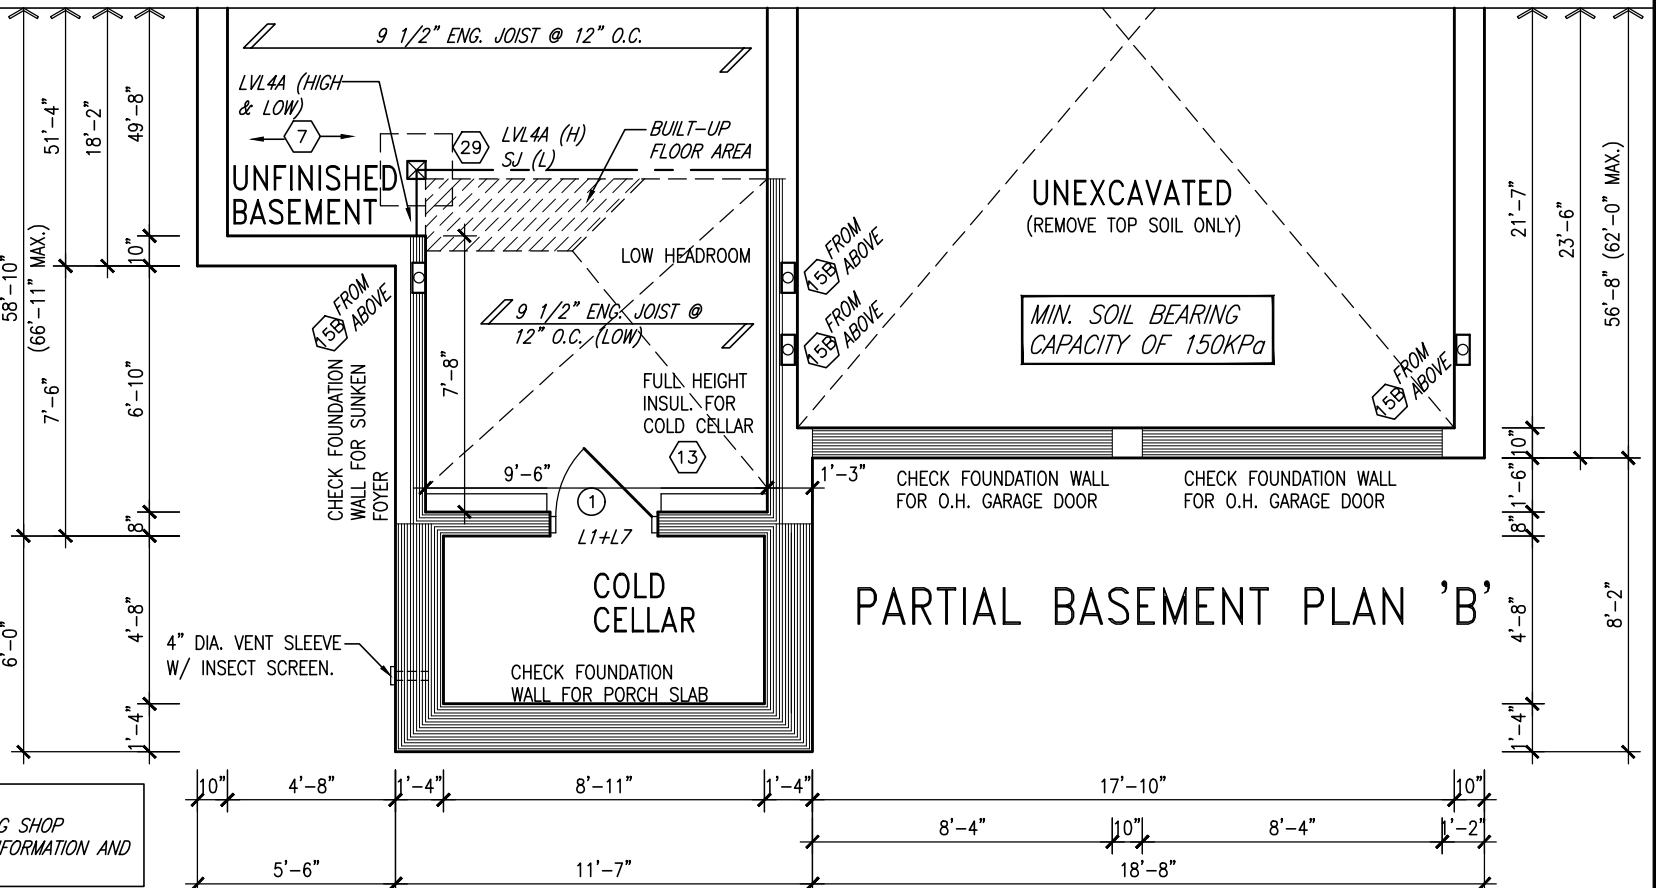 9 1/2" ENG. JOIST @ 12" O.C.
LVL4A (HIGH
& LOW)
7
29
LVL4A (H)
SJ (L)
BUILT-UP
FLOOR AREA
UNFINISHED
BASEMENT
LOW HEADROOM
9 1/2" ENG. JOIST @
12" O.C. (LOW)
15B FROM
ABOVE
15B FROM
ABOVE
15B FROM
ABOVE
15B FROM
ABOVE
UNEXCAVATED
(REMOVE TOP SOIL ONLY)
MIN. SOIL BEARING
CAPACITY OF 150KPa
CHECK FOUNDATION
WALL FOR SUNKEN
FOYER
7'-8"
FULL HEIGHT
INSUL. FOR
COLD CELLAR
13
9'-6"
1
L1+L7
1'-3"
CHECK FOUNDATION WALL
FOR O.H. GARAGE DOOR
CHECK FOUNDATION WALL
FOR O.H. GARAGE DOOR
COLD
CELLAR
CHECK FOUNDATION
WALL FOR PORCH SLAB
4" DIA. VENT SLEEVE
W/ INSECT SCREEN.
PARTIAL BASEMENT PLAN 'B'
58'-10"
(66'-11" MAX.)
6'-0"
51'-4"
7'-6"
18'-2"
49'-8"
10"
6'-10"
8"
4'-8"
1'-4"
21'-7"
10"
1'-6"
8"
4'-8"
1'-4"
23'-6"
56'-8" (62'-0" MAX.)
8'-2"
10"
4'-8"
1'-4"
8'-11"
1'-4"
17'-10"
10"
8'-4"
10"
8'-4"
1'-2"
5'-6"
11'-7"
18'-8"
G SHOP
FORMATION AND